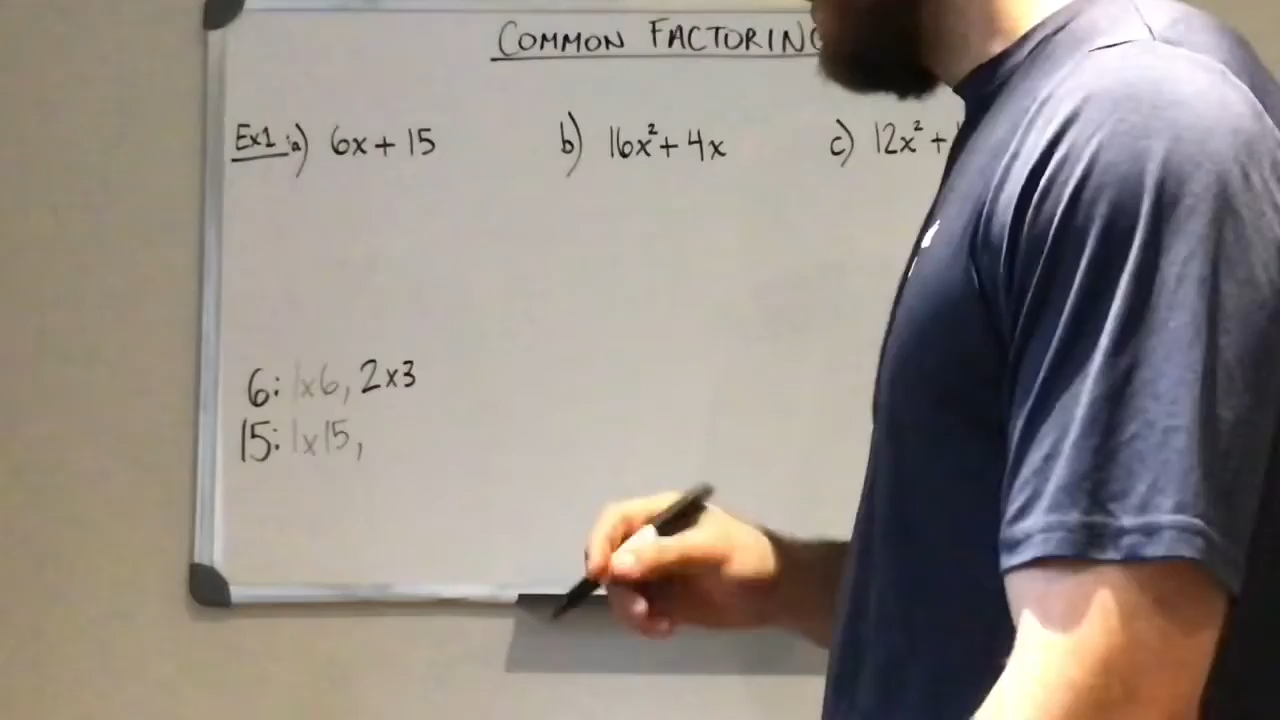 COMMON FACTORING
Ex1: a) 6x + 15 b) 16x² + 4x c) 12x² +
6: 1x6, 2x3
15: 1x15,